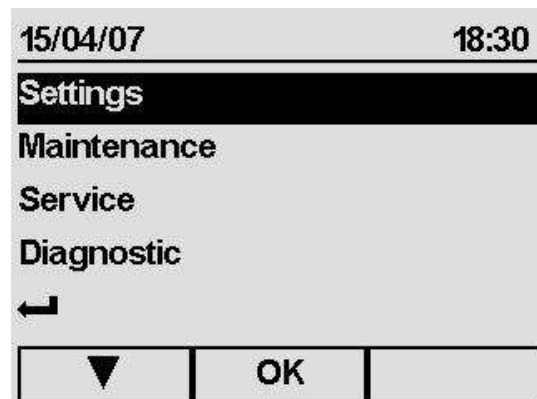 15/04/07 18:30
Settings
Maintenance
Service
Diagnostic
OK